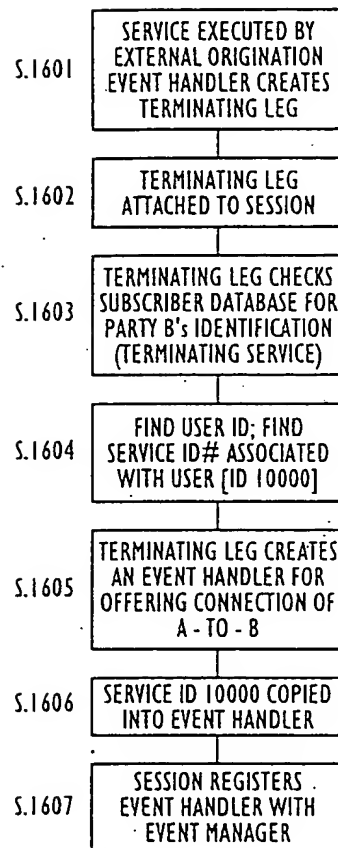 S.1601
SERVICE EXECUTED BY
EXTERNAL ORIGINATION
EVENT HANDLER CREATES
TERMINATING LEG
S.1602
TERMINATING LEG
ATTACHED TO SESSION
S.1603
TERMINATING LEG CHECKS
SUBSCRIBER DATABASE FOR
PARTY B's IDENTIFICATION
(TERMINATING SERVICE)
S.1604
FIND USER ID; FIND
SERVICE ID# ASSOCIATED
WITH USER [ID 10000]
S.1605
TERMINATING LEG CREATES
AN EVENT HANDLER FOR
OFFERING CONNECTION OF
A - TO - B
S.1606
SERVICE ID 10000 COPIED
INTO EVENT HANDLER
S.1607
SESSION REGISTERS
EVENT HANDLER WITH
EVENT MANAGER